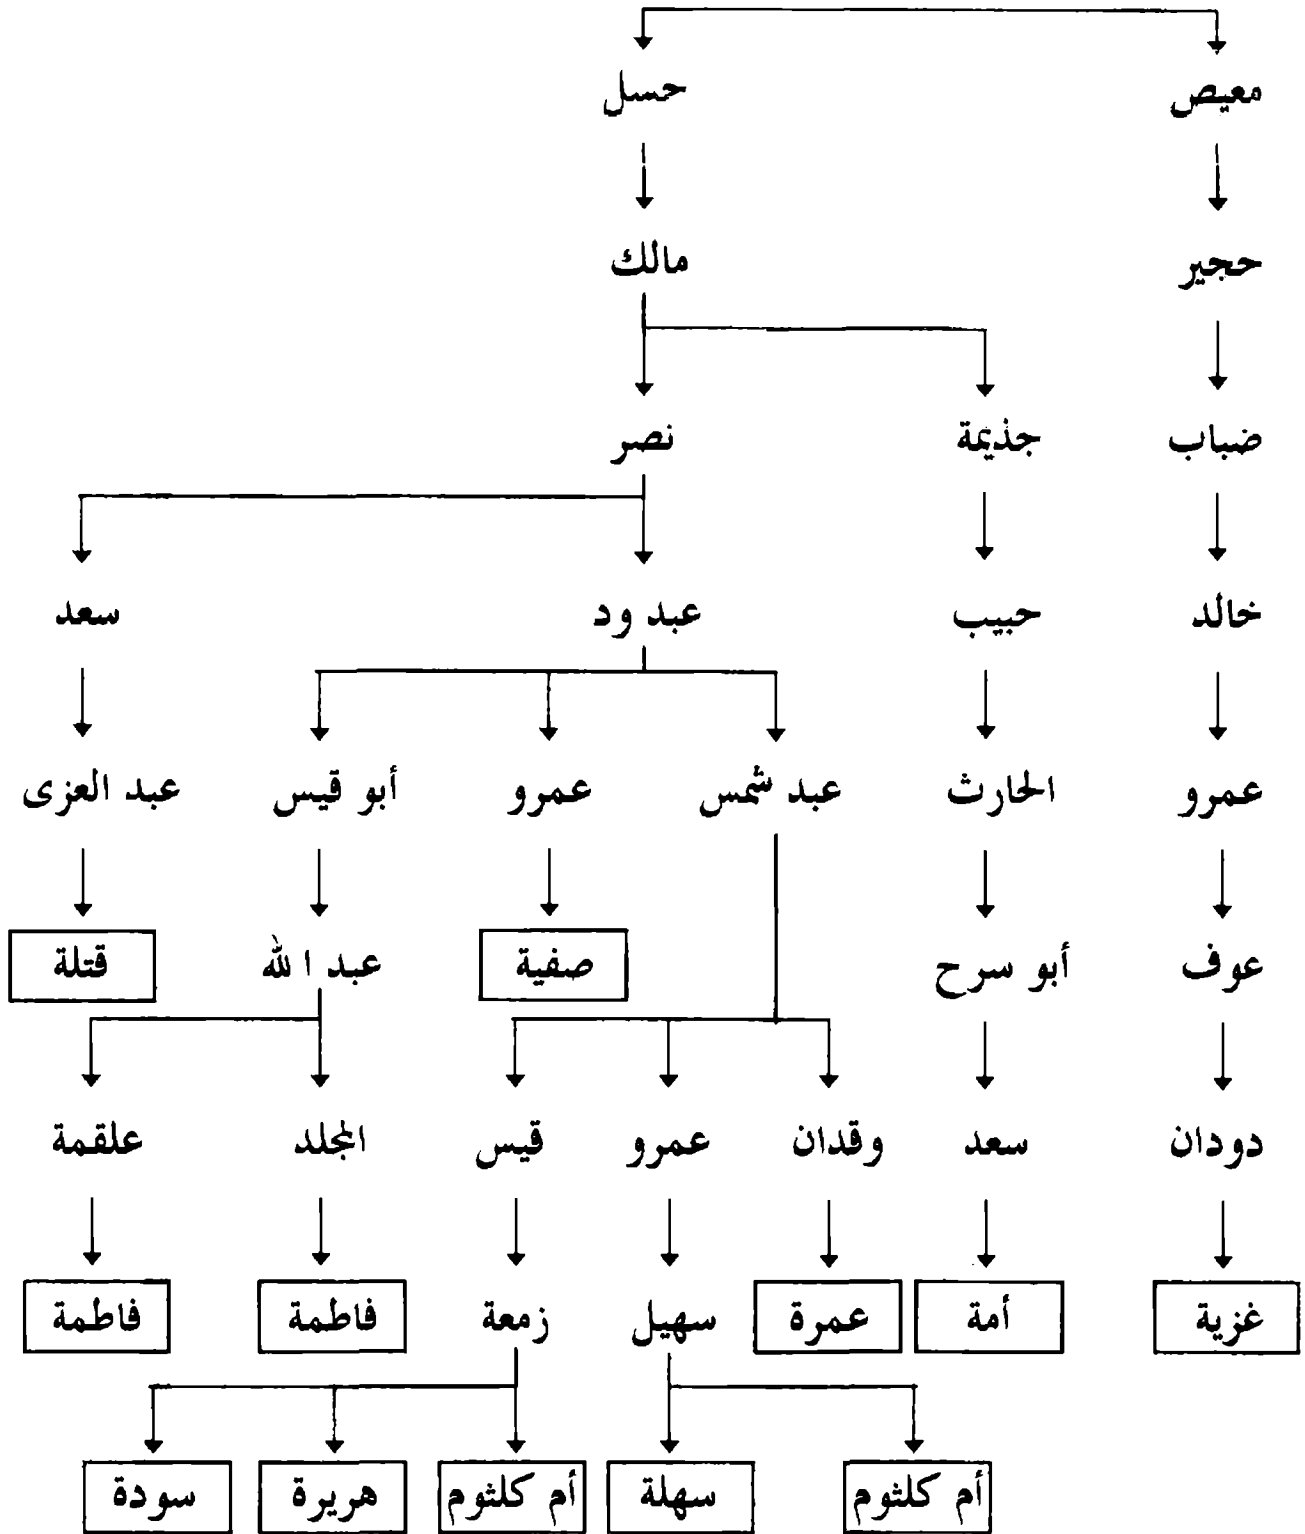 معيص حسل
حجير مالك
ضباب جذيمة نصر
خالد حبيب عبد ود سعد
عمرو الحارث عبد شمس عمرو أبو قيس عبد العزى
عوف أبو سرح صفية عبد الله قتلة
دودان سعد وقدان عمرو قيس المجلد علقمة
غزية أمة عمرة سهيل زمعة فاطمة فاطمة
أم كلثوم سهلة أم كلثوم هريرة سودة